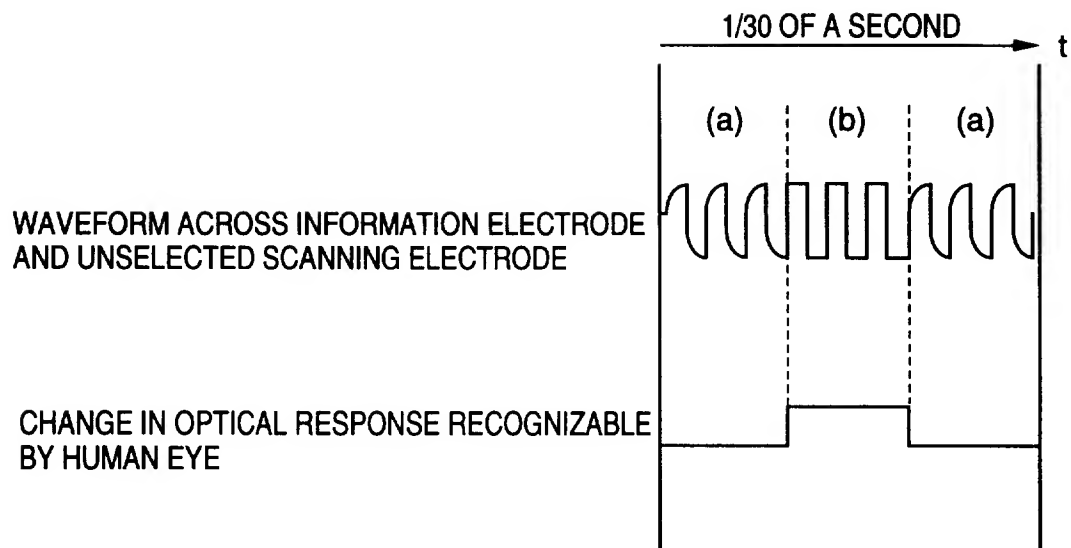 1/30 OF A SECOND
t
(a) (b) (a)
WAVEFORM ACROSS INFORMATION ELECTRODE
AND UNSELECTED SCANNING ELECTRODE
CHANGE IN OPTICAL RESPONSE RECOGNIZABLE
BY HUMAN EYE